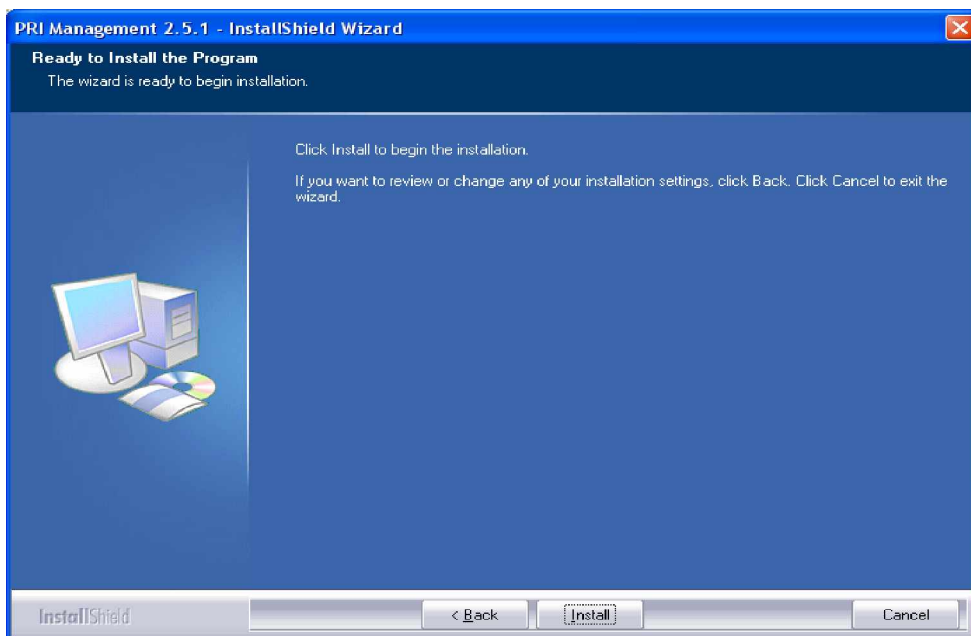 PRI Management 2.5.1 - InstallShield Wizard
Ready to Install the Program
The wizard is ready to begin installation.
Click Install to begin the installation.
If you want to review or change any of your installation settings, click Back. Click Cancel to exit the
wizard.
InstallShield
< Back
Install
Cancel